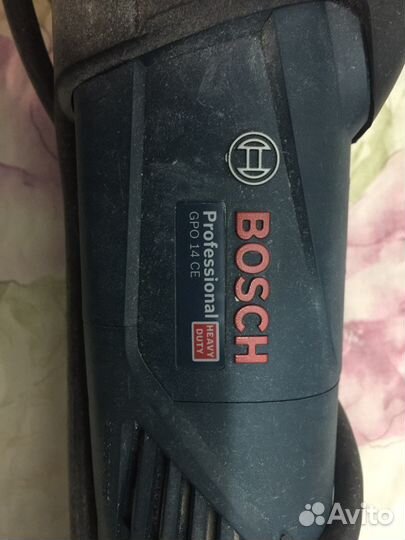 BOSCH
Professional
GPO 14 CE
HEAVY
DUTY
Avito